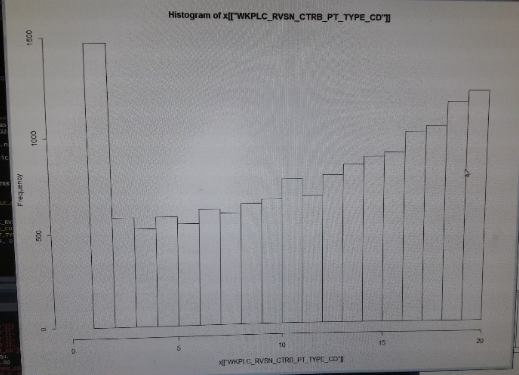 Histogram of x[["WKPLC_RVSN_CTRB_PT_TYPE_CD"]]
Frequency
1500
1000
500
0
0 5 10 15 20
x[["WKPLC_RVSN_CTRB_PT_TYPE_CD"]]